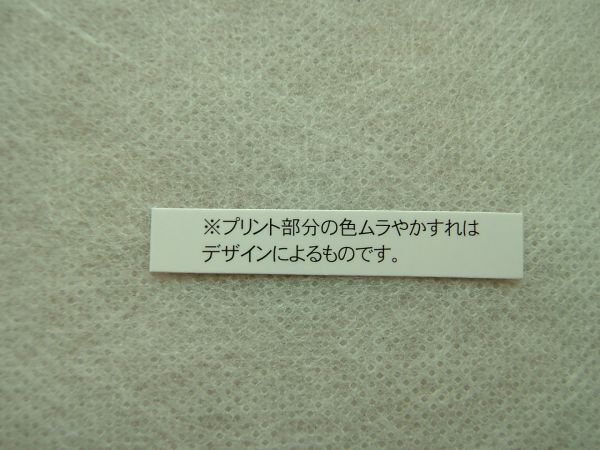 ※プリント部分の色ムラやかすれは
デザインによるものです。